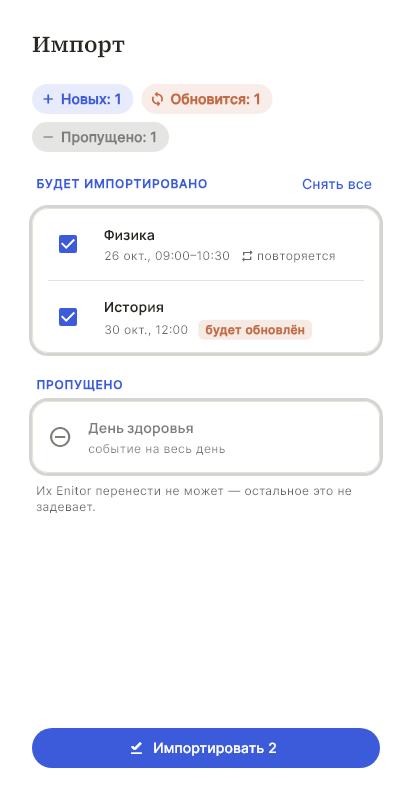 Импорт
Новых: 1
Обновится: 1
Пропущено: 1
БУДЕТ ИМПОРТИРОВАНО
Снять все
Физика
26 окт., 09:00–10:30 повторяется
История
30 окт., 12:00 будет обновлён
ПРОПУЩЕНО
День здоровья
событие на весь день
Их Enitor перенести не может — остальное это не
задевает.
Импортировать 2